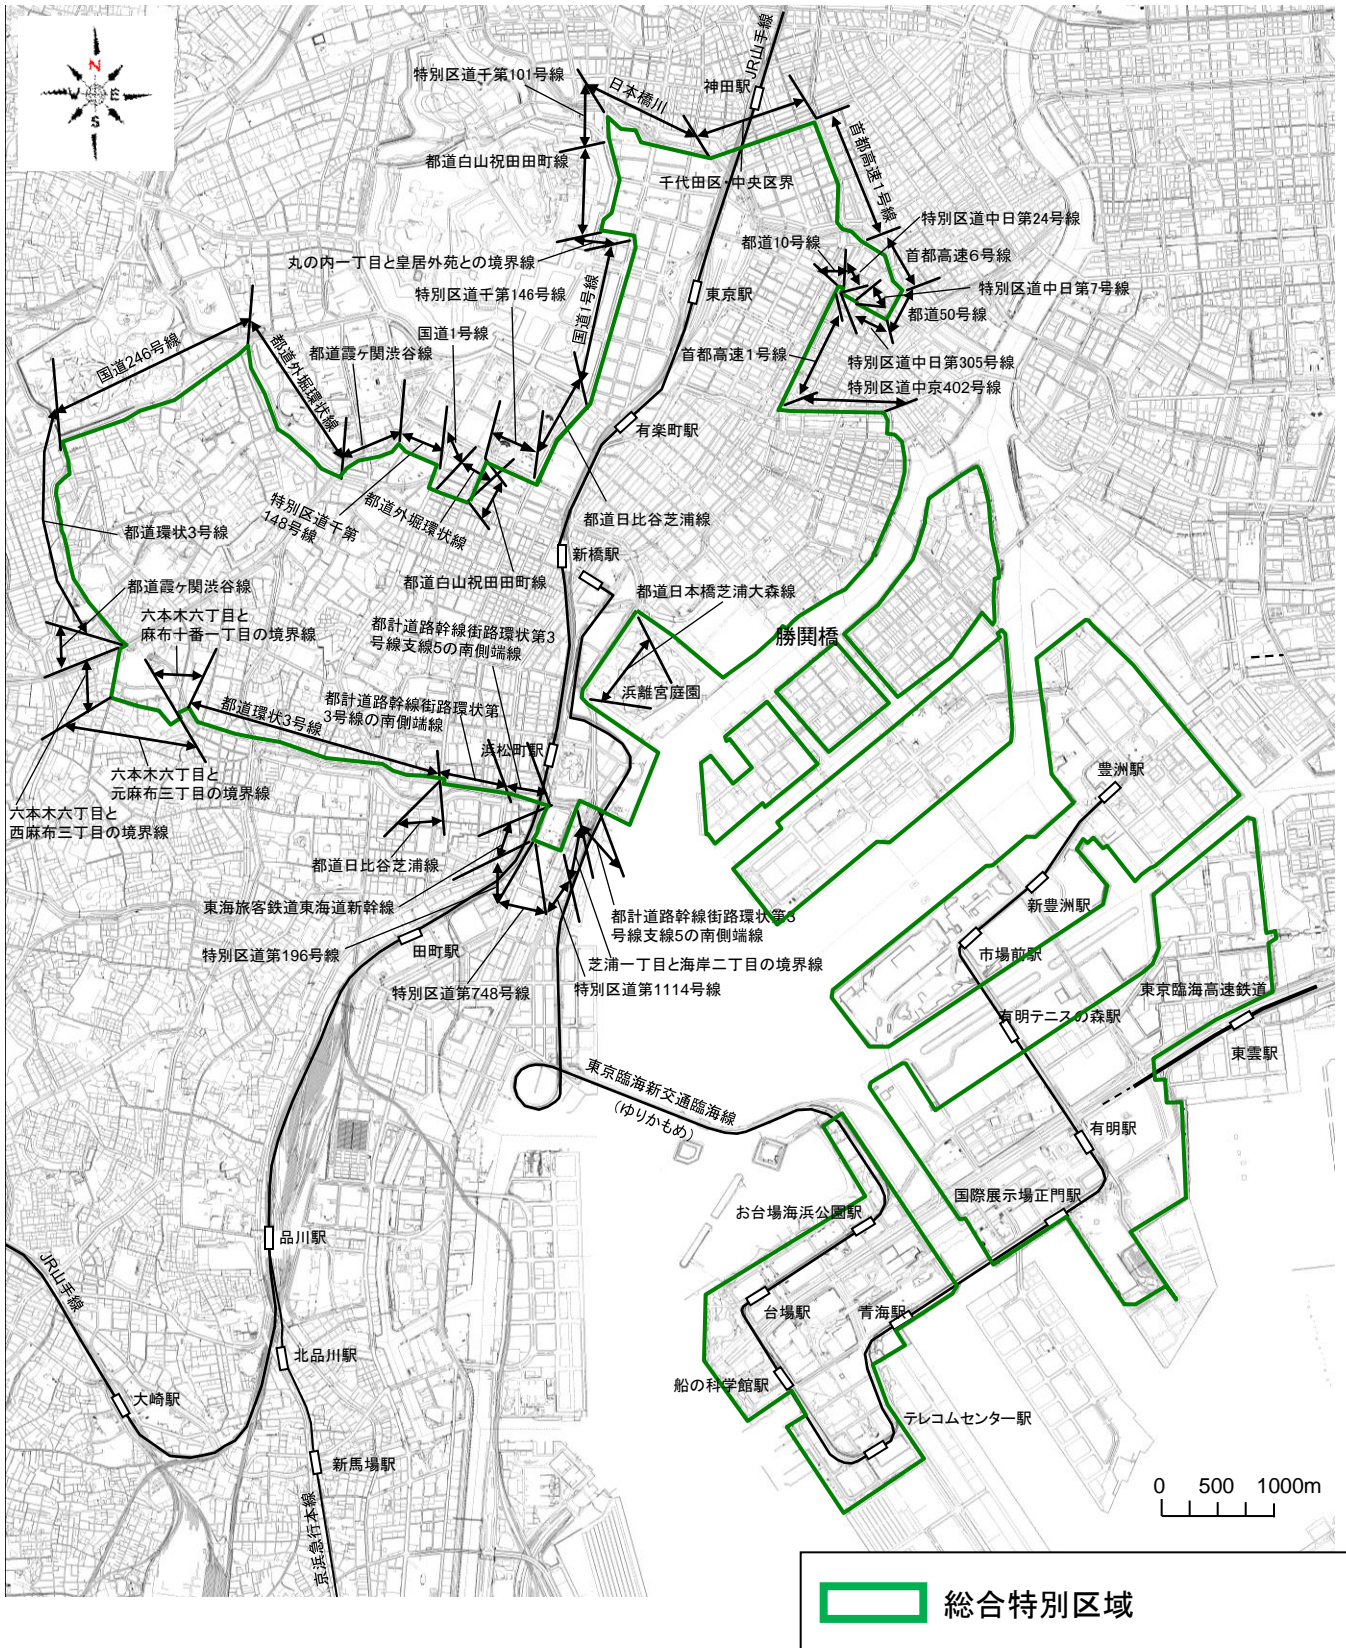 N
W
E
S
特別区道千第101号線
日本橋川
神田駅
JR山手線
都道白山祝田田町線
首都高速1号線
千代田区・中央区界
特別区道中日第24号線
都道10号線
首都高速6号線
丸の内一丁目と皇居外苑との境界線
特別区道中日第7号線
特別区道千第146号線
国道1号線
東京駅
都道50号線
国道1号線
国道246号線
都道外堀環状線
都道霞ヶ関渋谷線
首都高速1号線
特別区道中日第305号線
特別区道中京402号線
有楽町駅
特別区道千第
148号線
都道外堀環状線
都道日比谷芝浦線
都道環状3号線
新橋駅
都道霞ヶ関渋谷線
都道白山祝田田町線
都道日本橋芝浦大森線
六本木六丁目と
麻布十番一丁目の境界線
都計道路幹線街路環状第3
号線支線5の南側端線
勝鬨橋
浜離宮庭園
都道環状3号線
都計道路幹線街路環状第
3号線の南側端線
浜松町駅
豊洲駅
六本木六丁目と
元麻布三丁目の境界線
六本木六丁目と
西麻布三丁目の境界線
都道日比谷芝浦線
東海旅客鉄道東海道新幹線
新豊洲駅
都計道路幹線街路環状第3
号線支線5の南側端線
特別区道第196号線
田町駅
市場前駅
芝浦一丁目と海岸二丁目の境界線
特別区道第748号線
特別区道第1114号線
東京臨海高速鉄道
有明テニスの森駅
東雲駅
東京臨海新交通臨海線
(ゆりかもめ)
有明駅
国際展示場正門駅
お台場海浜公園駅
品川駅
JR山手線
台場駅
青海駅
北品川駅
船の科学館駅
大崎駅
テレコムセンター駅
新馬場駅
京浜急行本線
0 500 1000m
総合特別区域